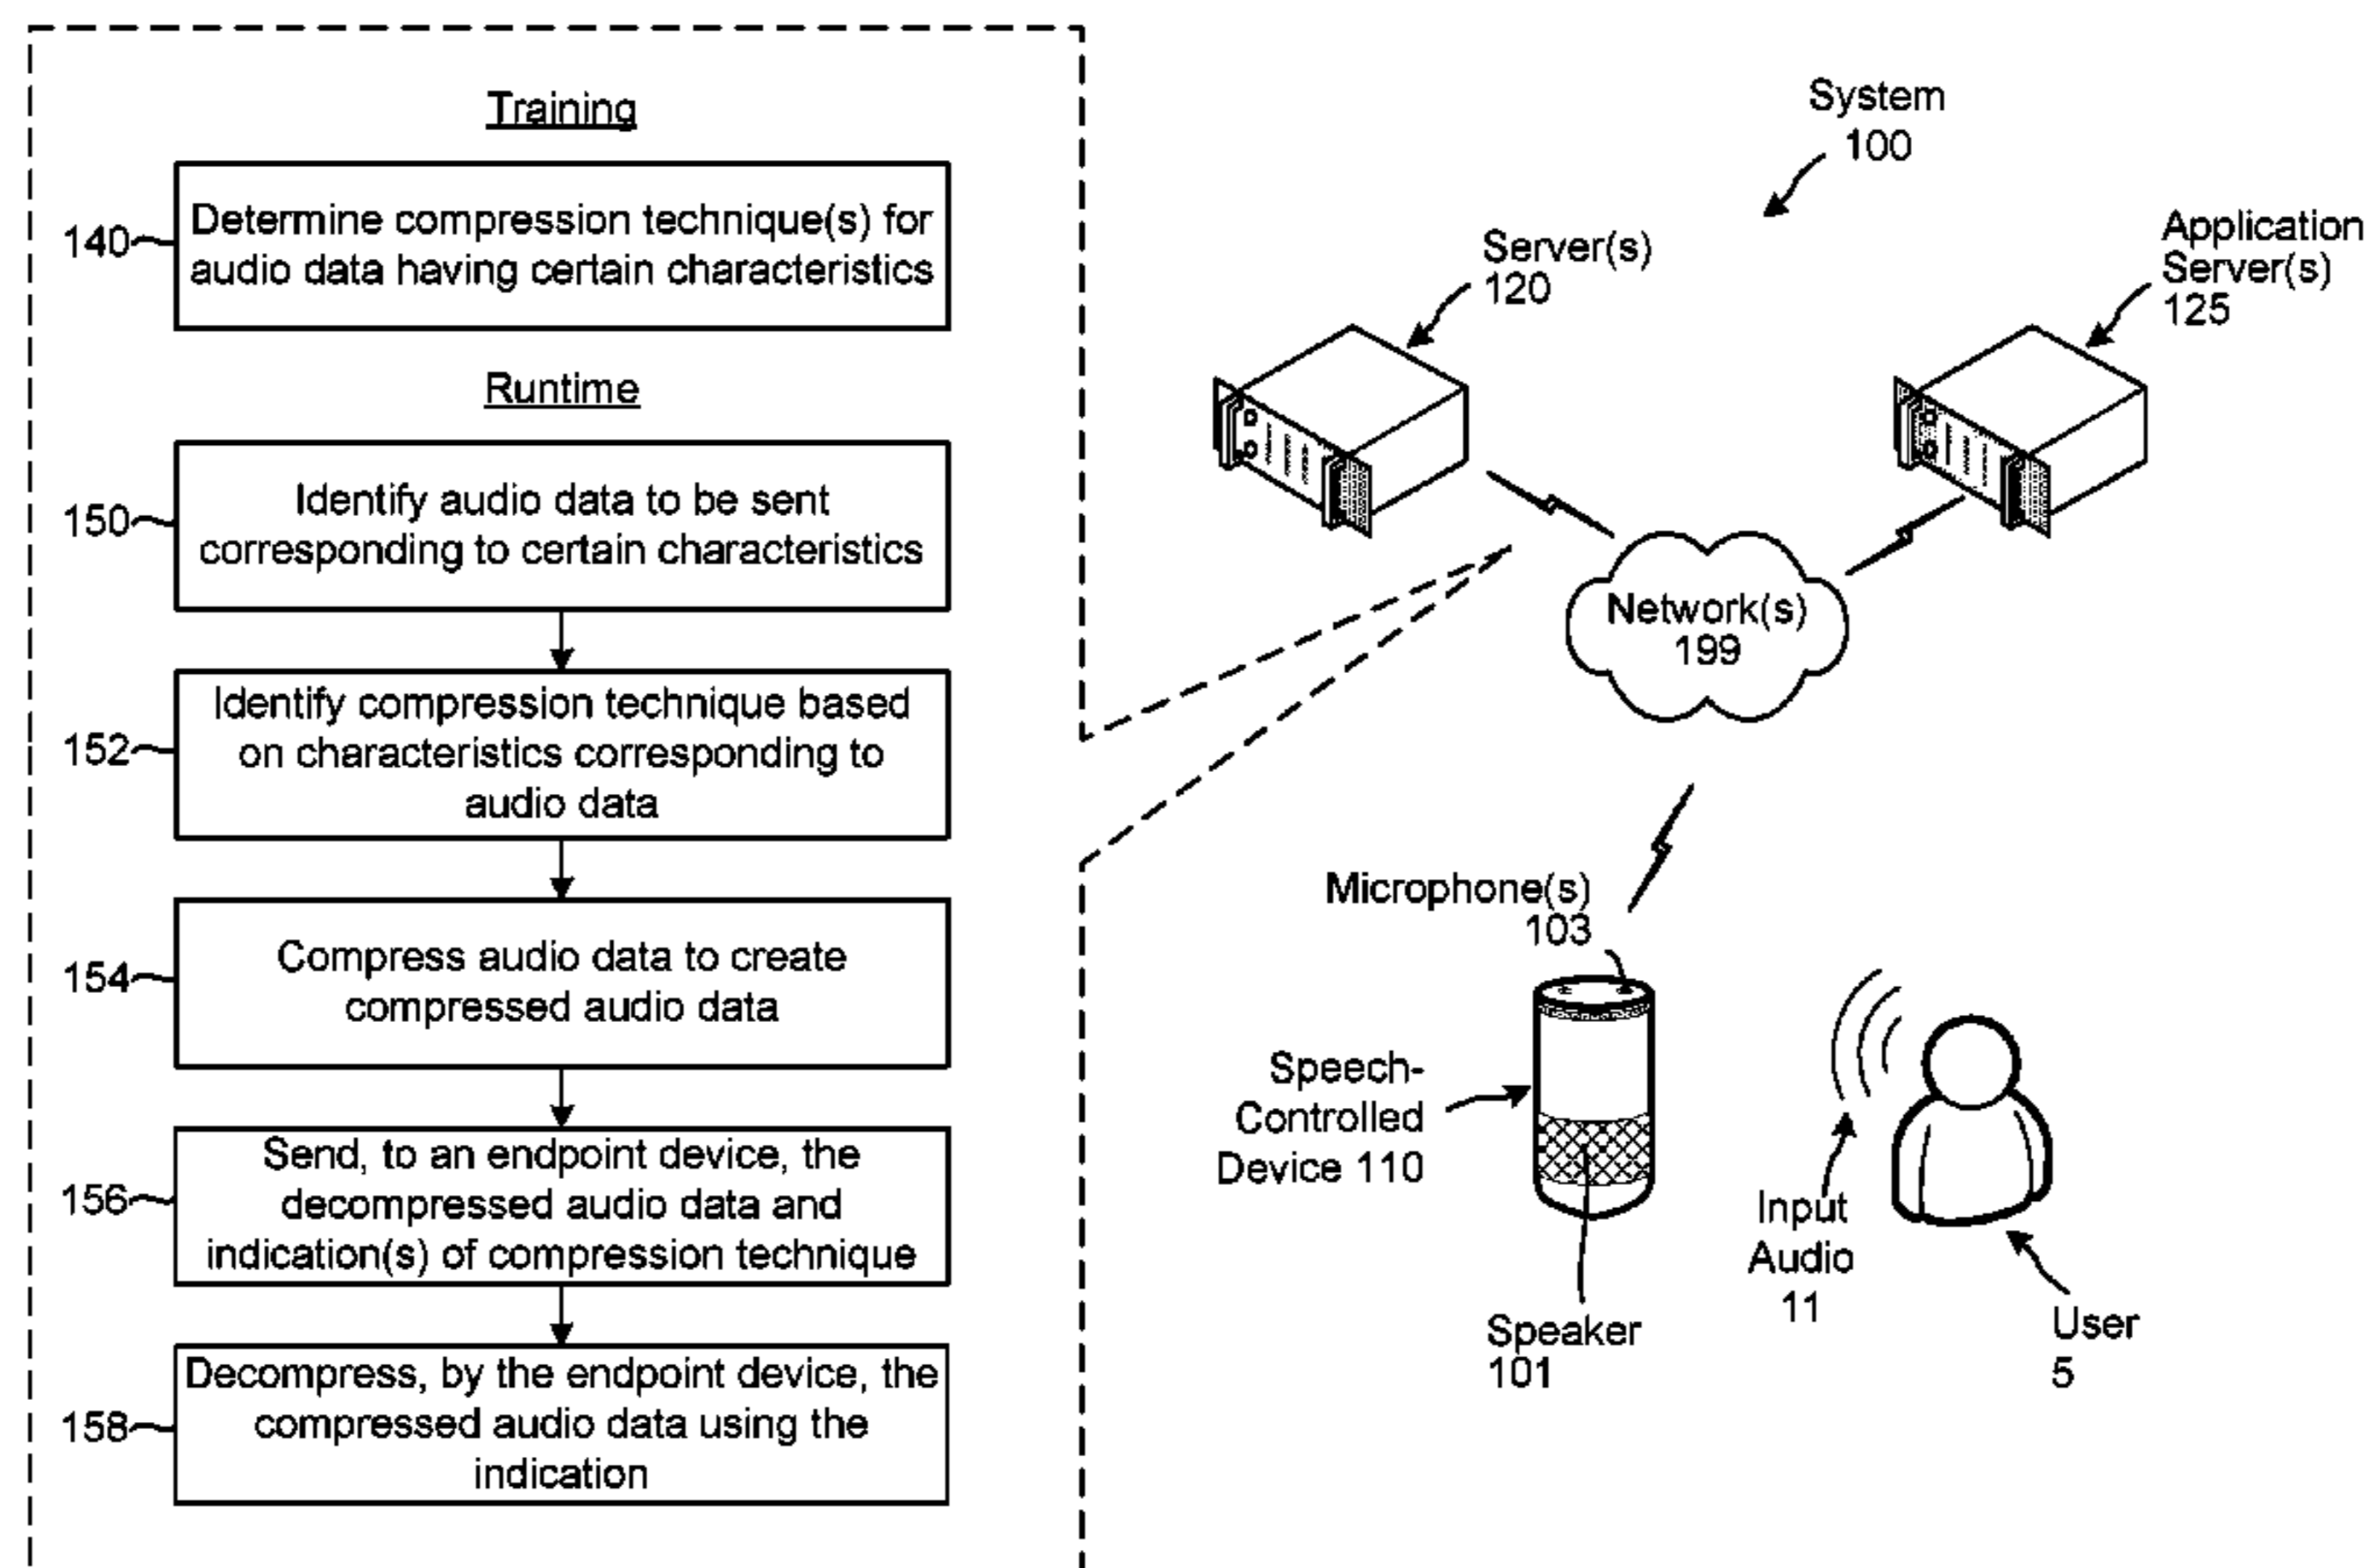 Training
140
Determine compression technique(s) for
audio data having certain characteristics
Runtime
150
Identify audio data to be sent
corresponding to certain characteristics
152
Identify compression technique based
on characteristics corresponding to
audio data
154
Compress audio data to create
compressed audio data
156
Send, to an endpoint device, the
decompressed audio data and
indication(s) of compression technique
158
Decompress, by the endpoint device, the
compressed audio data using the
indication
System
100
Server(s)
120
Application
Server(s)
125
Network(s)
199
Microphone(s)
103
Speech-
Controlled
Device 110
Speaker
101
Input
Audio
11
User
5